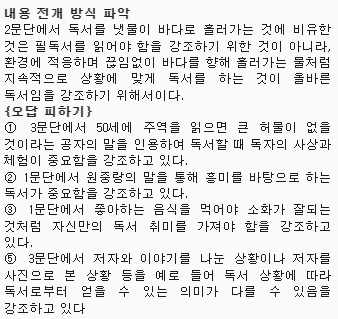 내용 전개 방식 파악
2문단에서 독서를 냇물이 바다로 흘러가는 것에 비유한
것은 필독서를 읽어야 함을 강조하기 위한 것이 아니라,
환경에 적응하며 끊임없이 바다를 향해 흘러가는 물처럼
지속적으로 상황에 맞게 독서를 하는 것이 올바른
독서임을 강조하기 위해서이다.
{오답 피하기}
① 3문단에서 50세에 주역을 읽으면 큰 허물이 없을
것이라는 공자의 말을 인용하여 독서할 때 독자의 사상과
체험이 중요함을 강조하고 있다.
② 1문단에서 원중랑의 말을 통해 흥미를 바탕으로 하는
독서가 중요함을 강조하고 있다.
③ 1문단에서 좋아하는 음식을 먹어야 소화가 잘되는
것처럼 자신만의 독서 취미를 가져야 함을 강조하고
있다.
⑤ 3문단에서 저자와 이야기를 나눈 상황이나 저자를
사진으로 본 상황 등을 예로 들어 독서 상황에 따라
독서로부터 얻을 수 있는 의미가 다를 수 있음을
강조하고 있다